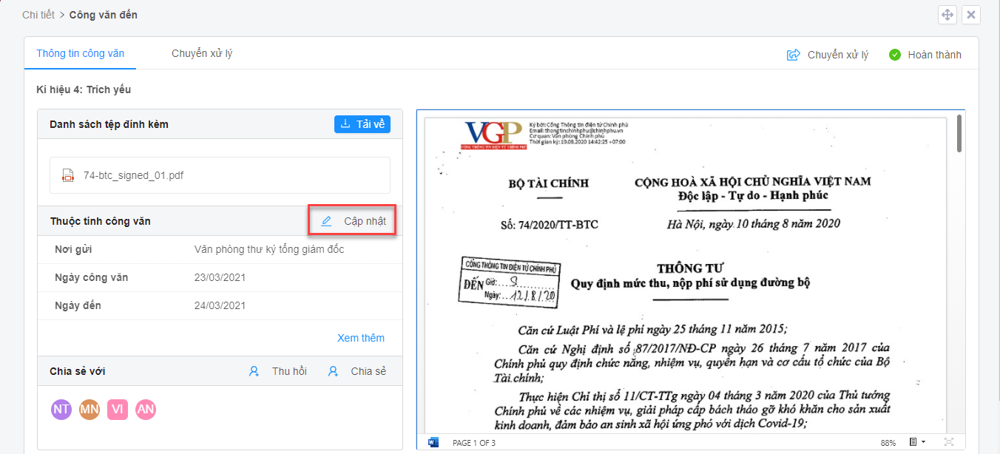 Chi tiết > Công văn đến
Thông tin công văn
Chuyển xử lý
Chuyển xử lý
Hoàn thành
Kí hiệu 4: Trích yếu
Danh sách tệp đính kèm
Tải về
74-btc_signed_01.pdf
Thuộc tính công văn
Cập nhật
Nơi gửi
Văn phòng thư ký tổng giám đốc
Ngày công văn
23/03/2021
Ngày đến
24/03/2021
Xem thêm
Chia sẻ với
Thu hồi
Chia sẻ
NT
MN
VI
AN
VGP
CỔNG THÔNG TIN ĐIỆN TỬ CHÍNH PHỦ
Ký bởi: Cổng Thông tin điện tử Chính phủ
Email: thongtinchinhphu@chinhphu.vn
Cơ quan: Văn phòng Chính phủ
Thời gian ký: 19.08.2020 14:42:25 +07:00
BỘ TÀI CHÍNH
CỘNG HOÀ XÃ HỘI CHỦ NGHĨA VIỆT NAM
Độc lập - Tự do - Hạnh phúc
Số: 74/2020/TT-BTC
Hà Nội, ngày 10 tháng 8 năm 2020
CỔNG THÔNG TIN ĐIỆN TỬ CHÍNH PHỦ
ĐẾN Giờ: ...
Ngày: ...12/8/20
THÔNG TƯ
Quy định mức thu, nộp phí sử dụng đường bộ
Căn cứ Luật Phí và lệ phí ngày 25 tháng 11 năm 2015;
Căn cứ Nghị định số 87/2017/NĐ-CP ngày 26 tháng 7 năm 2017 của
Chính phủ quy định chức năng, nhiệm vụ, quyền hạn và cơ cấu tổ chức của Bộ
Tài chính;
Thực hiện Chỉ thị số 11/CT-TTg ngày 04 tháng 3 năm 2020 của Thủ tướng
Chính phủ về các nhiệm vụ, giải pháp cấp bách tháo gỡ khó khăn cho sản xuất
kinh doanh, đảm bảo an sinh xã hội ứng phó với dịch Covid-19;
PAGE 1 OF 3
88%